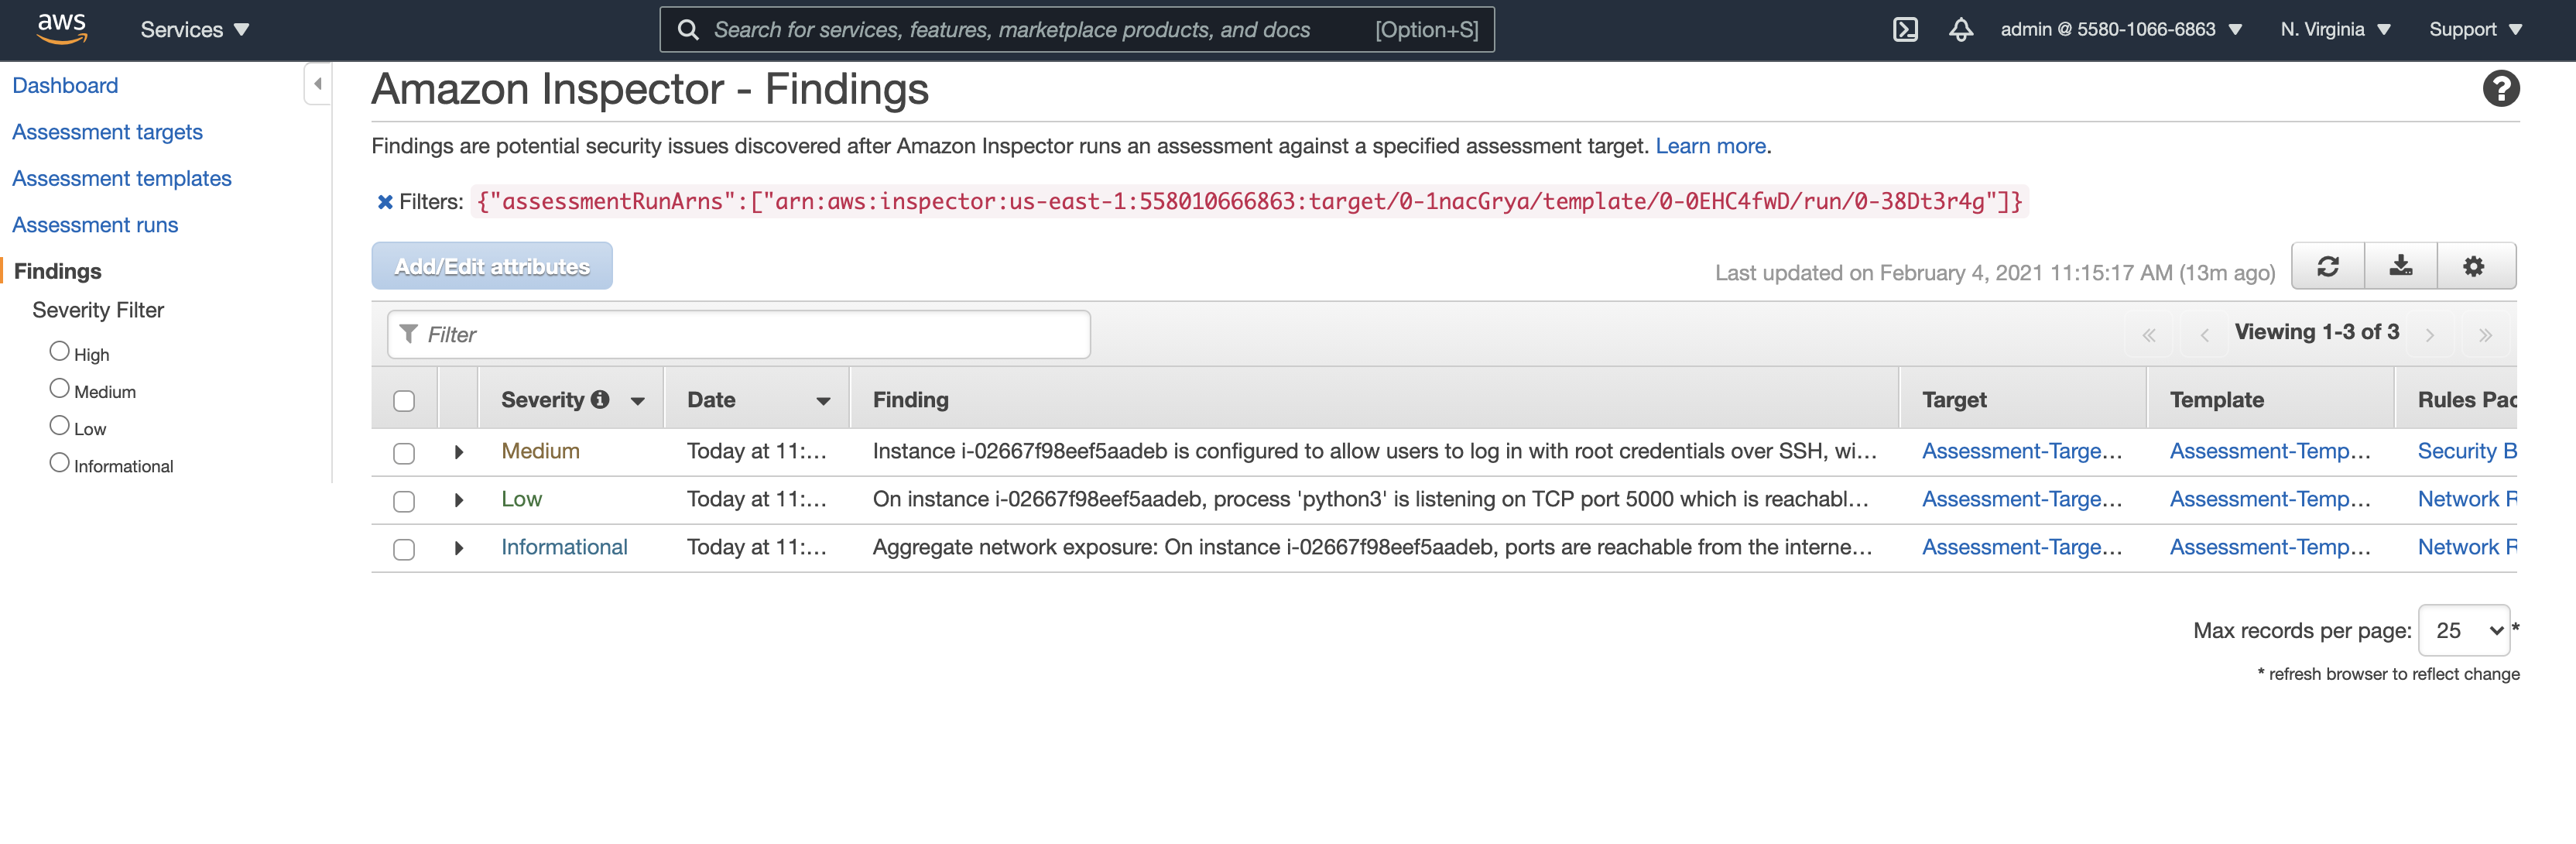 aws
Services
Search for services, features, marketplace products, and docs [Option+S]
admin @ 5580-1066-6863
N. Virginia
Support
Dashboard
Assessment targets
Assessment templates
Assessment runs
Findings
Severity Filter
High
Medium
Low
Informational
Amazon Inspector - Findings
Findings are potential security issues discovered after Amazon Inspector runs an assessment against a specified assessment target. Learn more.
Filters: {"assessmentRunArns":["arn:aws:inspector:us-east-1:558010666863:target/0-1nacGrya/template/0-0EHC4fwD/run/0-38Dt3r4g"]}
Add/Edit attributes
Last updated on February 4, 2021 11:15:17 AM (13m ago)
Filter
Viewing 1-3 of 3
Severity Date Finding Target Template Rules Pac
Medium Today at 11:... Instance i-02667f98eef5aadeb is configured to allow users to log in with root credentials over SSH, wi... Assessment-Targe... Assessment-Temp... Security B
Low Today at 11:... On instance i-02667f98eef5aadeb, process 'python3' is listening on TCP port 5000 which is reachabl... Assessment-Targe... Assessment-Temp... Network R
Informational Today at 11:... Aggregate network exposure: On instance i-02667f98eef5aadeb, ports are reachable from the interne... Assessment-Targe... Assessment-Temp... Network R
Max records per page: 25 *
* refresh browser to reflect change